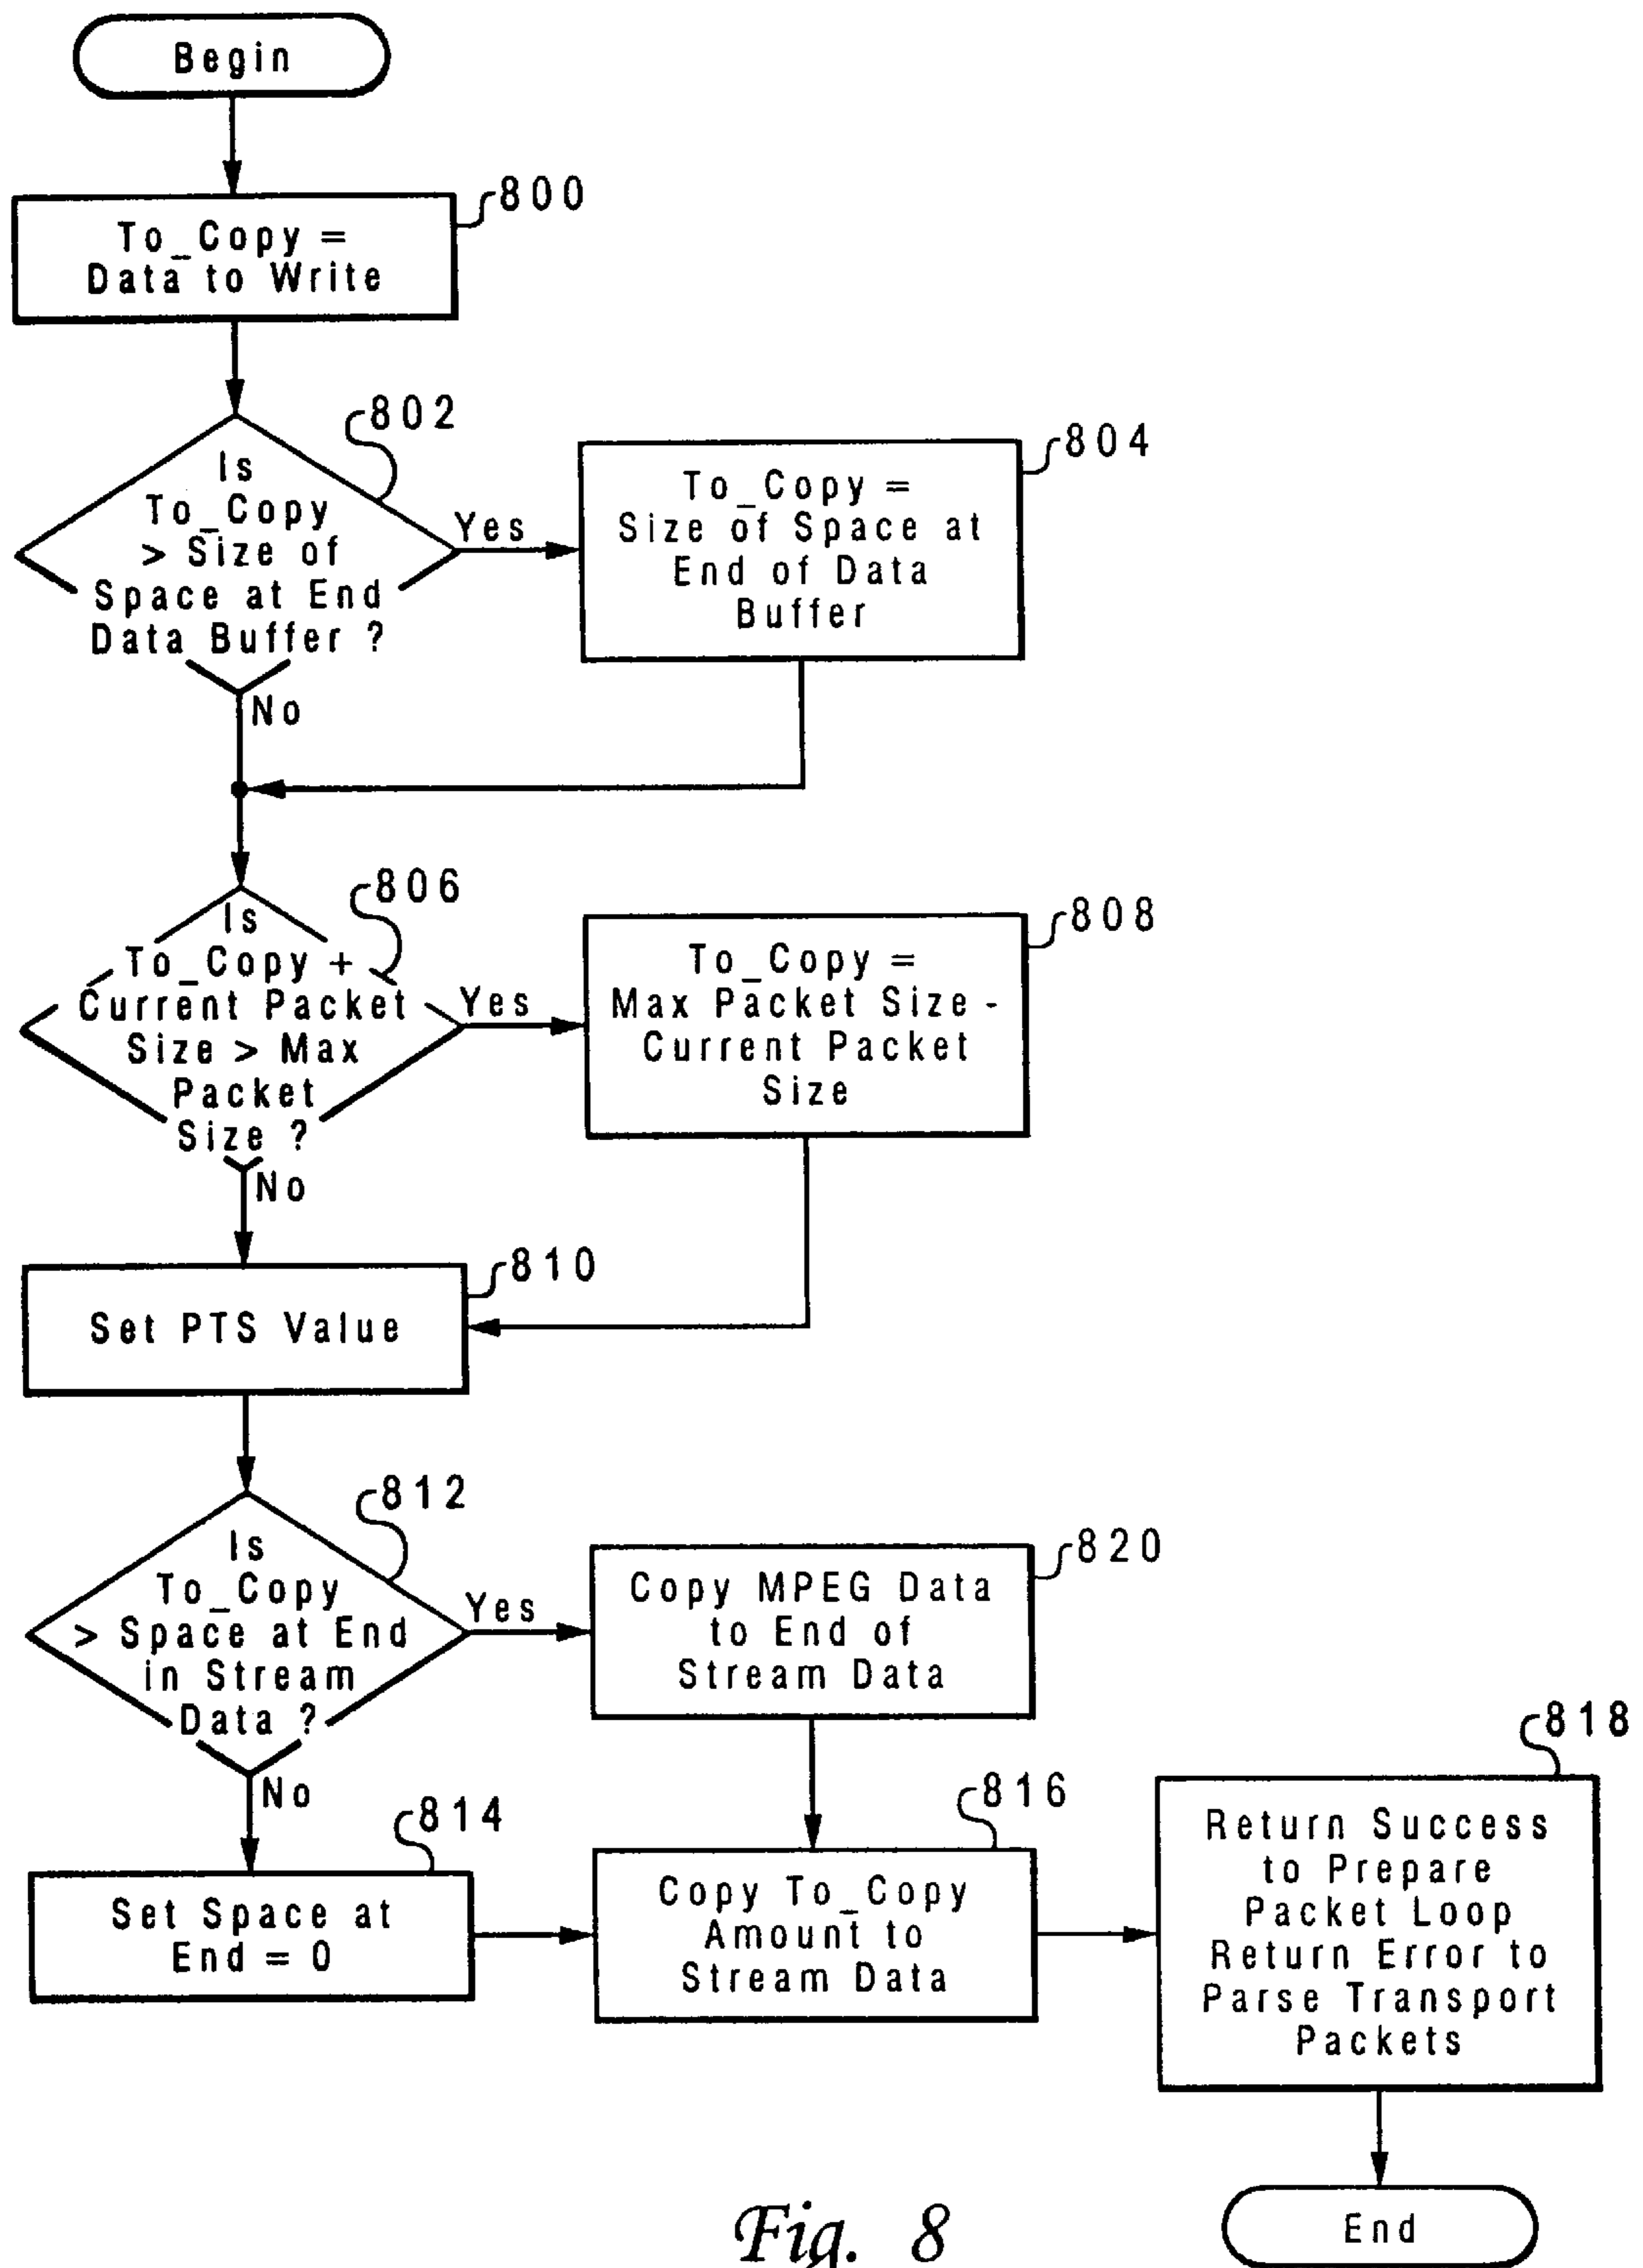 Begin
800
To_Copy =
Data to Write
802
Is
To_Copy
> Size of
Space at End
Data Buffer ?
Yes
No
804
To_Copy =
Size of Space at
End of Data
Buffer
806
Is
To_Copy +
Current Packet
Size > Max
Packet
Size ?
Yes
No
808
To_Copy =
Max Packet Size -
Current Packet
Size
810
Set PTS Value
812
Is
To_Copy
> Space at End
in Stream
Data ?
Yes
No
820
Copy MPEG Data
to End of
Stream Data
814
Set Space at
End = 0
816
Copy To_Copy
Amount to
Stream Data
818
Return Success
to Prepare
Packet Loop
Return Error to
Parse Transport
Packets
End
Fig. 8